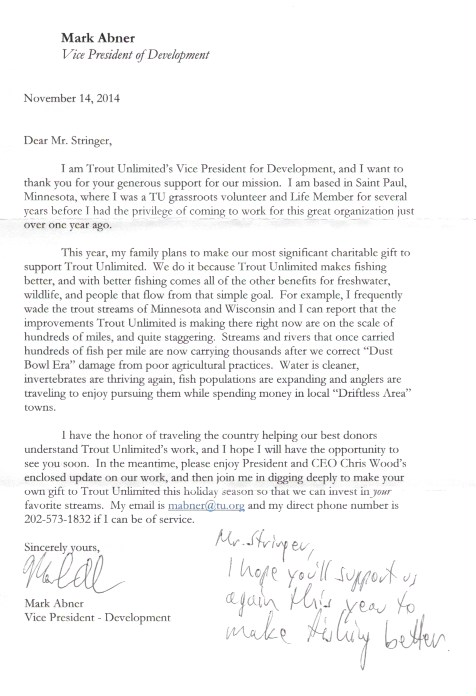 Mark Abner
Vice President of Development
November 14, 2014
Dear Mr. Stringer,
I am Trout Unlimited's Vice President for Development, and I want to
thank you for your generous support for our mission. I am based in Saint Paul,
Minnesota, where I was a TU grassroots volunteer and Life Member for several
years before I had the privilege of coming to work for this great organization just
over one year ago.
This year, my family plans to make our most significant charitable gift to
support Trout Unlimited. We do it because Trout Unlimited makes fishing
better, and with better fishing comes all of the other benefits for freshwater,
wildlife, and people that flow from that simple goal. For example, I frequently
wade the trout streams of Minnesota and Wisconsin and I can report that the
improvements Trout Unlimited is making there right now are on the scale of
hundreds of miles, and quite staggering. Streams and rivers that once carried
hundreds of fish per mile are now carrying thousands after we correct "Dust
Bowl Era" damage from poor agricultural practices. Water is cleaner,
invertebrates are thriving again, fish populations are expanding and anglers are
traveling to enjoy pursuing them while spending money in local "Driftless Area"
towns.
I have the honor of traveling the country helping our best donors
understand Trout Unlimited's work, and I hope I will have the opportunity to
see you soon. In the meantime, please enjoy President and CEO Chris Wood's
enclosed update on our work, and then join me in digging deeply to make your
own gift to Trout Unlimited this holiday season so that we can invest in your
favorite streams. My email is mabner@tu.org and my direct phone number is
202-573-1832 if I can be of service.
Sincerely yours,
Mark Abner
Vice President - Development
Mr. Stringer,
I hope you'll support us
again this year to
make fishing better.